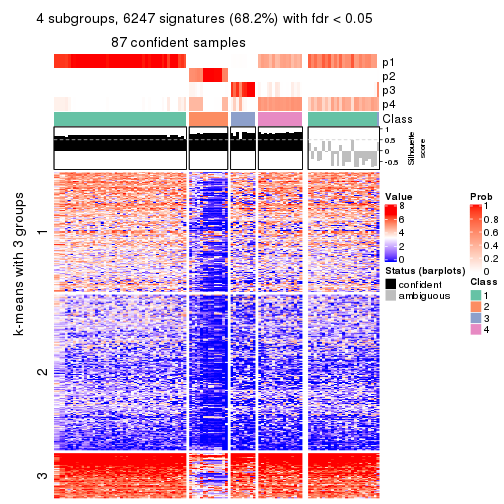 4 subgroups, 6247 signatures (68.2%) with fdr < 0.05
87 confident samples
p1
p2
p3
p4
Class
1
0.5
0
-0.5
Silhouette
score
k-means with 3 groups
1
2
3
Value
8
6
4
2
0
Status (barplots)
confident
ambiguous
Prob
1
0.8
0.6
0.4
0.2
0
Class
1
2
3
4